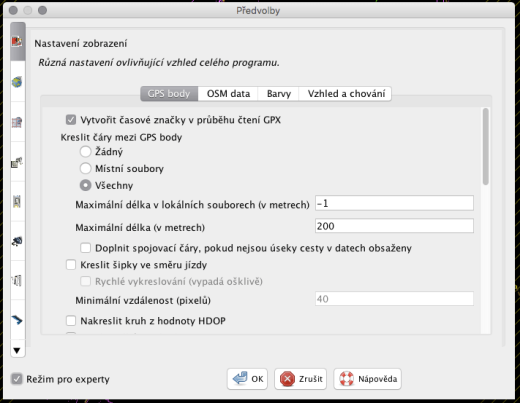 Předvolby
Nastavení zobrazení
Různá nastavení ovlivňující vzhled celého programu.
GPS body OSM data Barvy Vzhled a chování
Vytvořit časové značky v průběhu čtení GPX
Kreslit čáry mezi GPS body
Žádný
Místní soubory
Všechny
Maximální délka v lokálních souborech (v metrech) -1
Maximální délka (v metrech) 200
Doplnit spojovací čáry, pokud nejsou úseky cesty v datech obsaženy
Kreslit šipky ve směru jízdy
Rychlé vykreslování (vypadá ošklivě)
Minimální vzdálenost (pixelů) 40
Nakreslit kruh z hodnoty HDOP
Režim pro experty OK Zrušit Nápověda